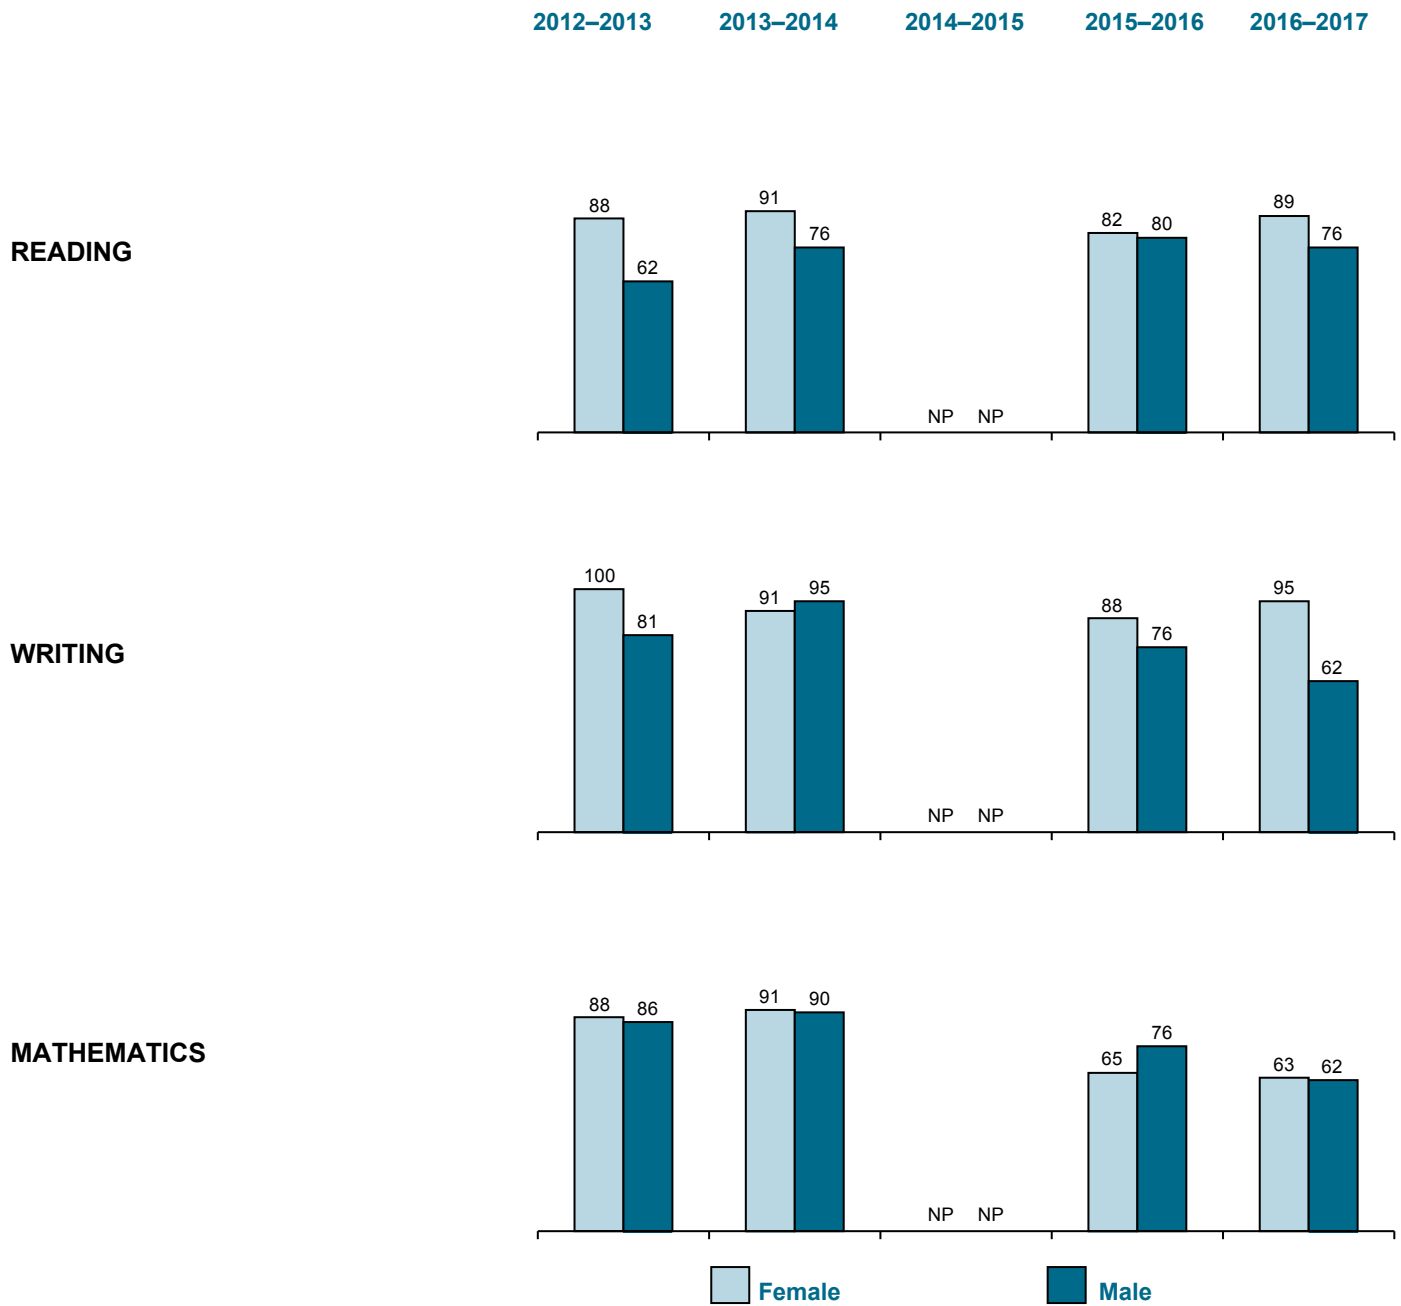 2012–2013 2013–2014 2014–2015 2015–2016 2016–2017
READING
88 62 91 76 NP NP 82 80 89 76
WRITING
100 81 91 95 NP NP 88 76 95 62
MATHEMATICS
88 86 91 90 NP NP 65 76 63 62
Female Male